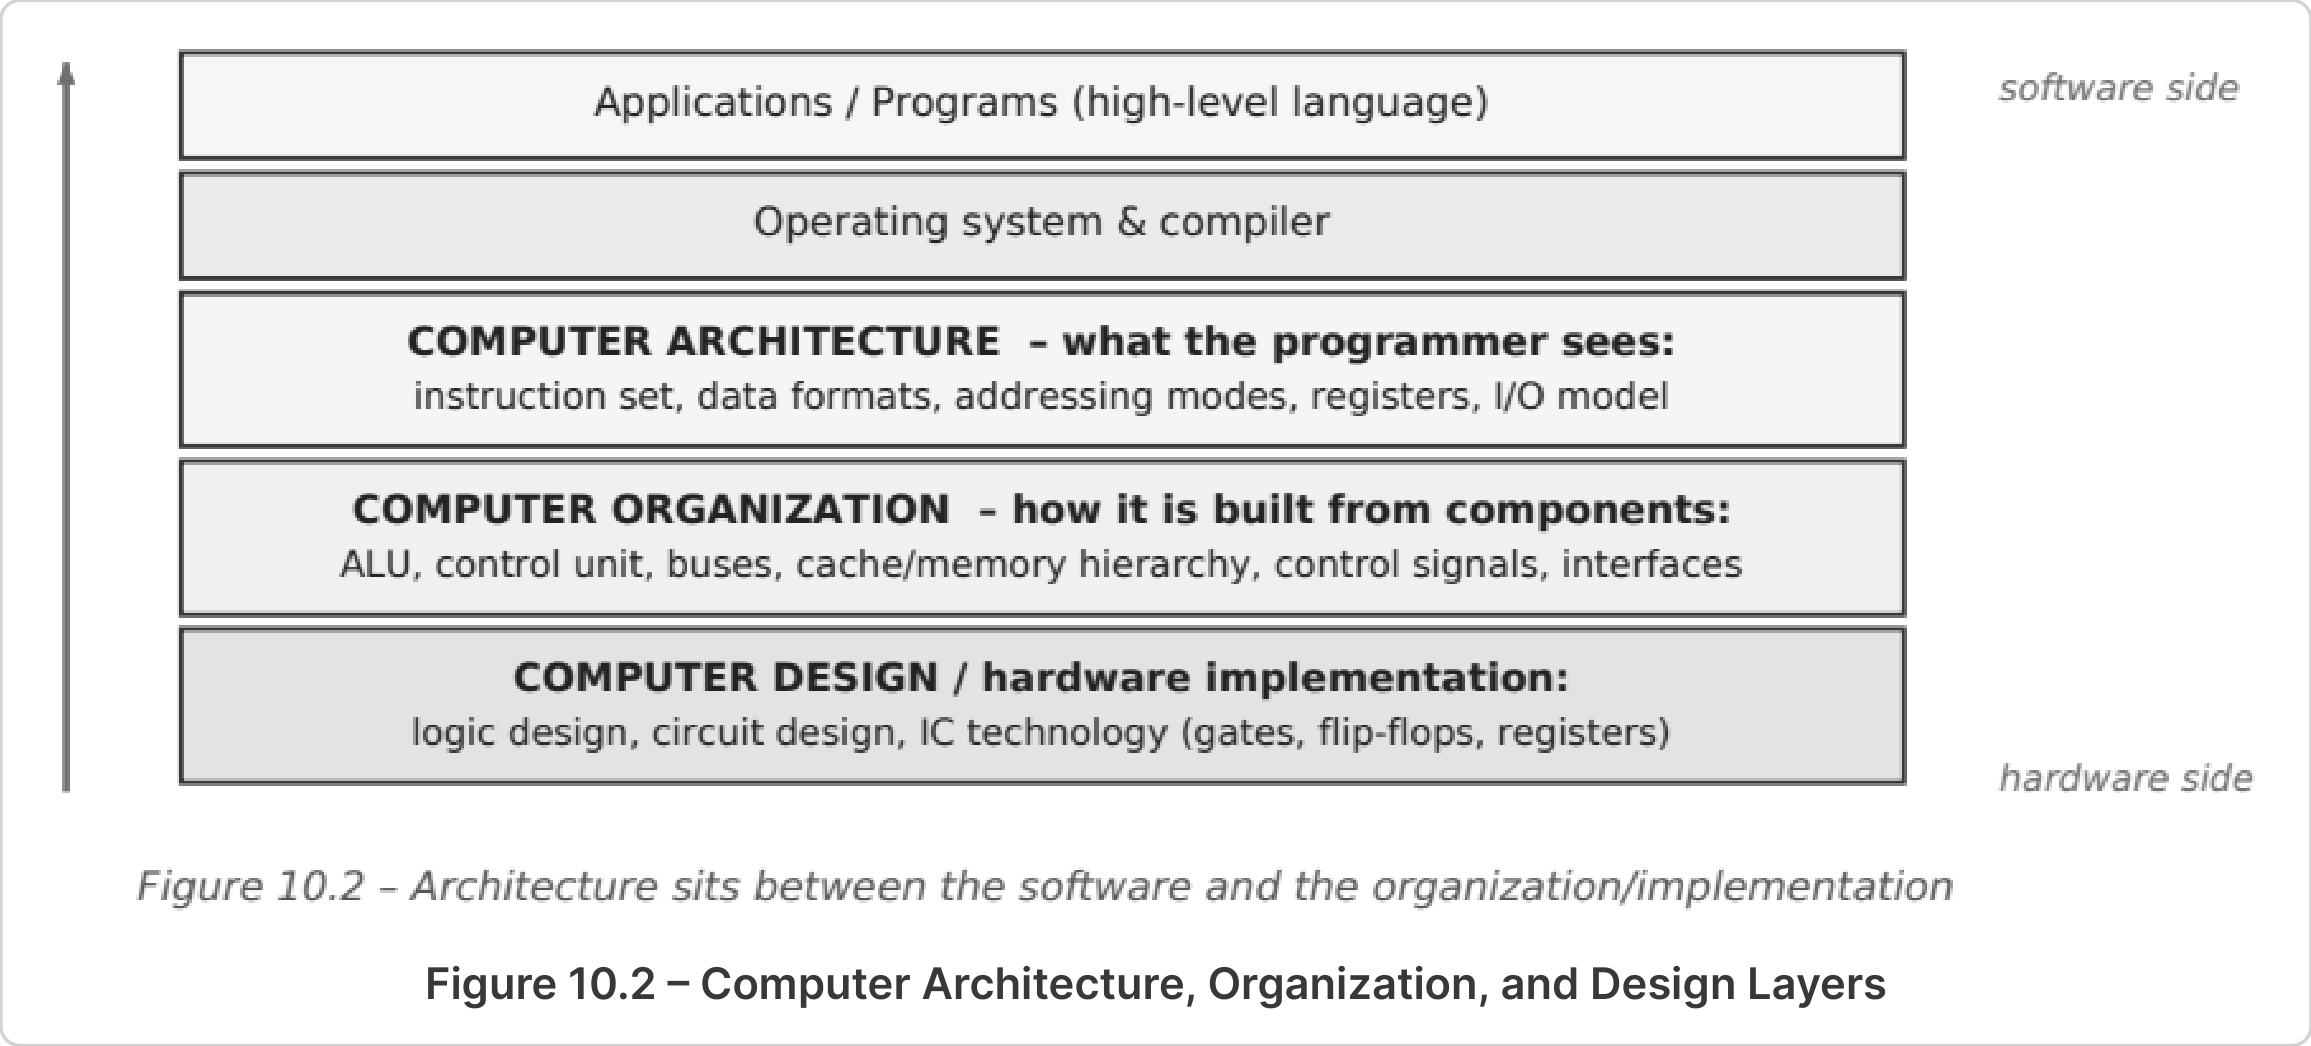 Applications / Programs (high-level language)
software side
Operating system & compiler
COMPUTER ARCHITECTURE – what the programmer sees:
instruction set, data formats, addressing modes, registers, I/O model
COMPUTER ORGANIZATION – how it is built from components:
ALU, control unit, buses, cache/memory hierarchy, control signals, interfaces
COMPUTER DESIGN / hardware implementation:
logic design, circuit design, IC technology (gates, flip-flops, registers)
hardware side
Figure 10.2 – Architecture sits between the software and the organization/implementation
Figure 10.2 – Computer Architecture, Organization, and Design Layers